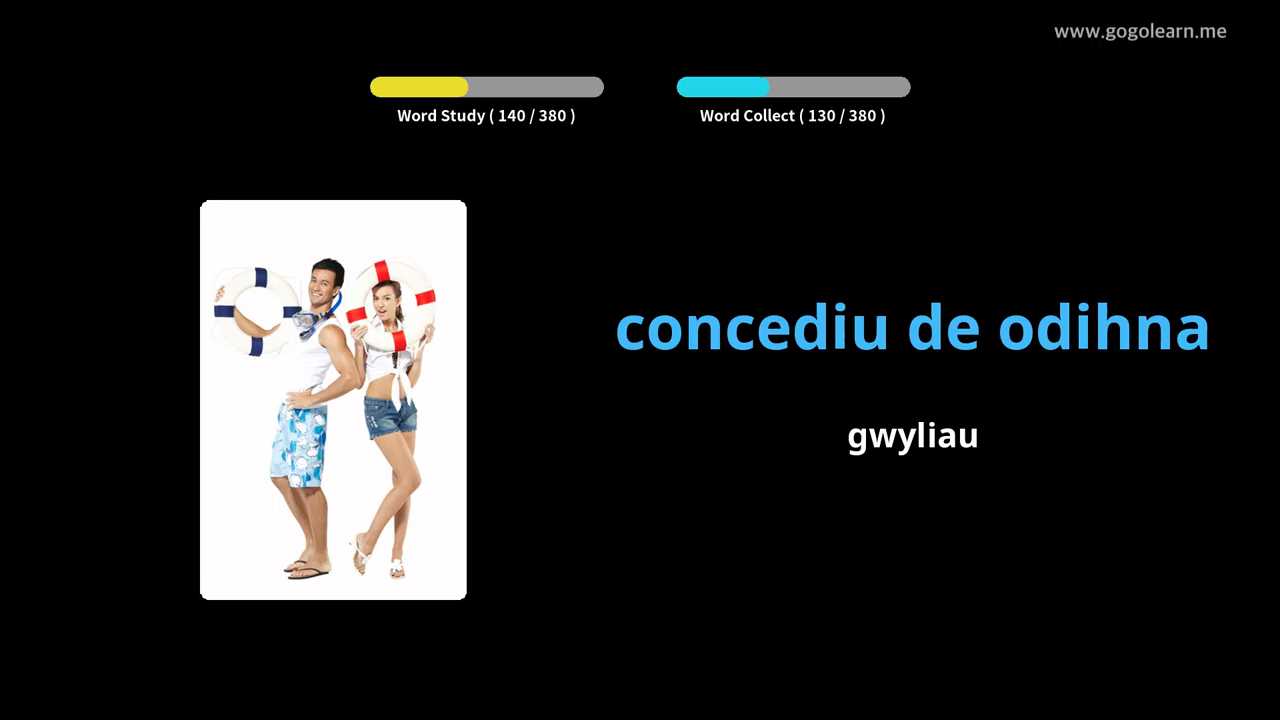 www.gogolearn.me
Word Study ( 140 / 380 )
Word Collect ( 130 / 380 )
concediu de odihna
gwyliau